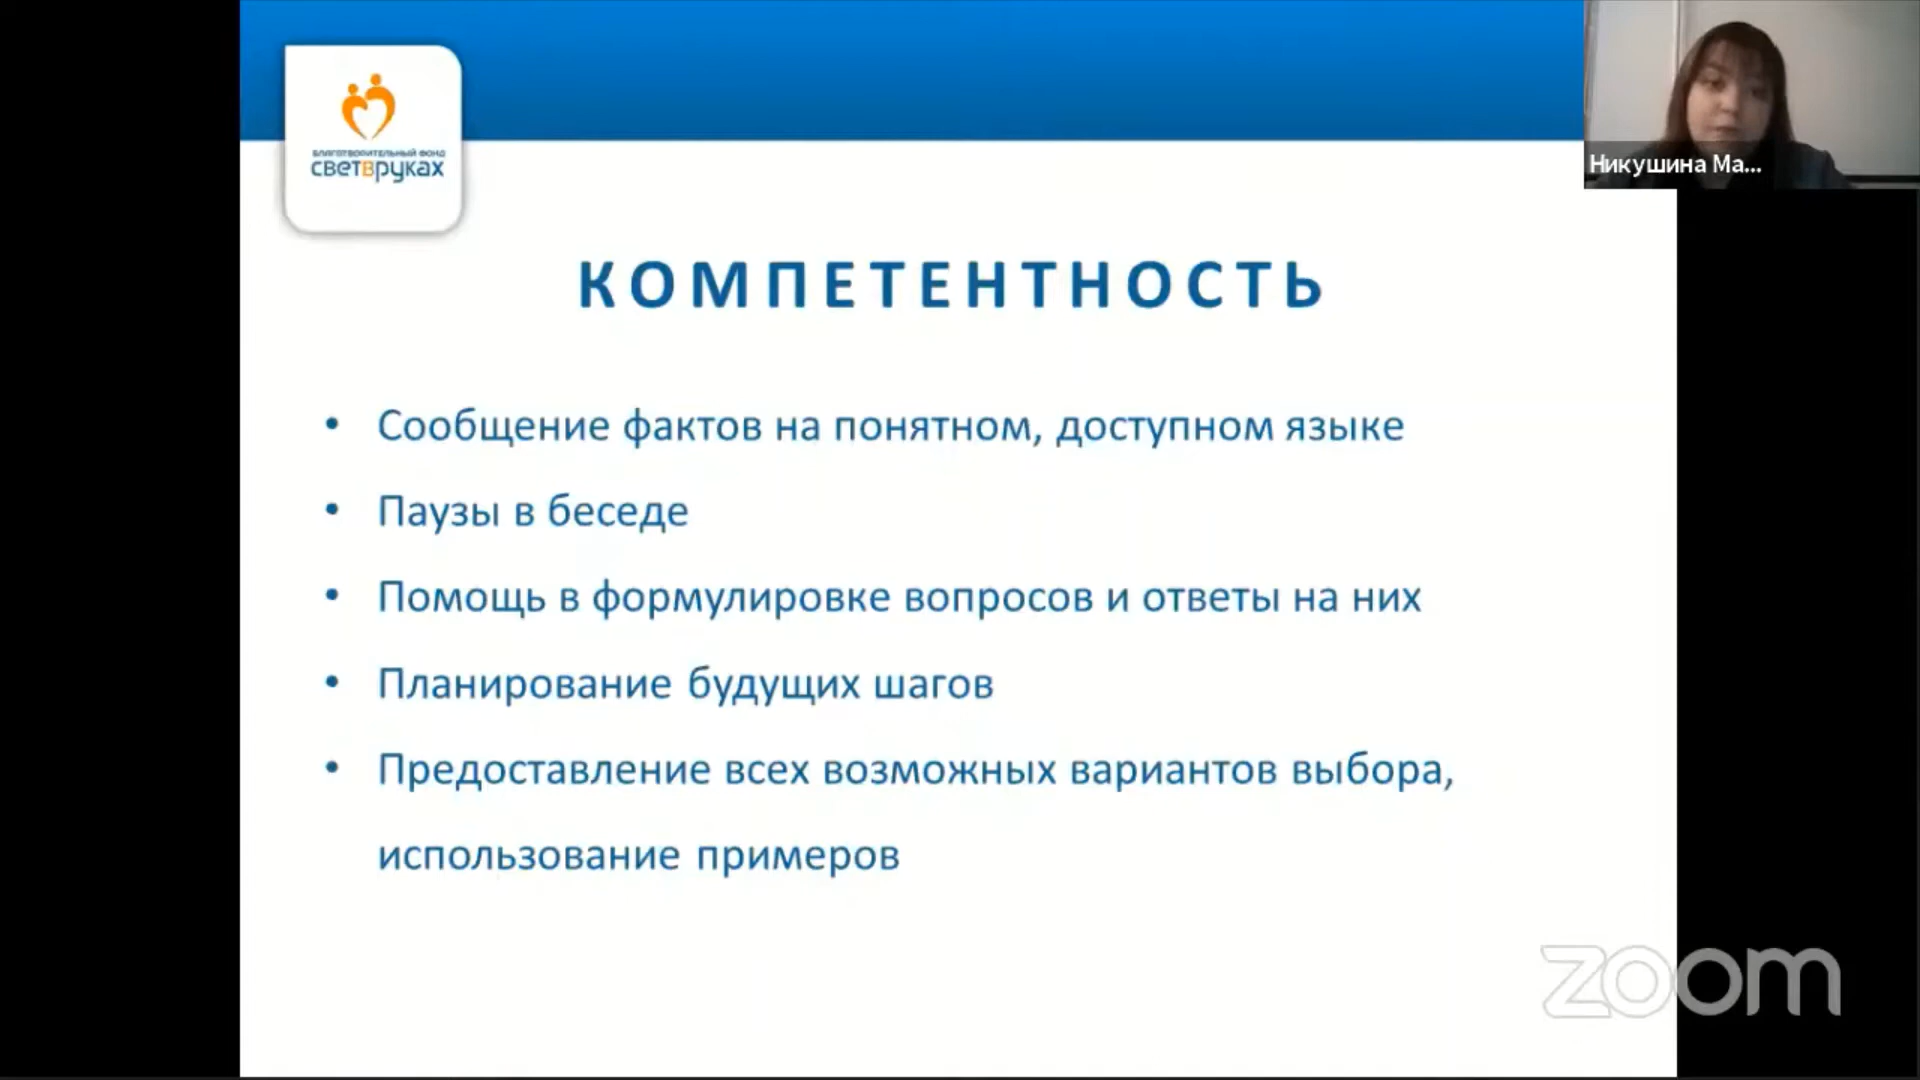 БЛАГОТВОРИТЕЛЬНЫЙ ФОНД
светвруках
Никушина Ма...
КОМПЕТЕНТНОСТЬ
• Сообщение фактов на понятном, доступном языке
• Паузы в беседе
• Помощь в формулировке вопросов и ответы на них
• Планирование будущих шагов
• Предоставление всех возможных вариантов выбора,
использование примеров
zoom